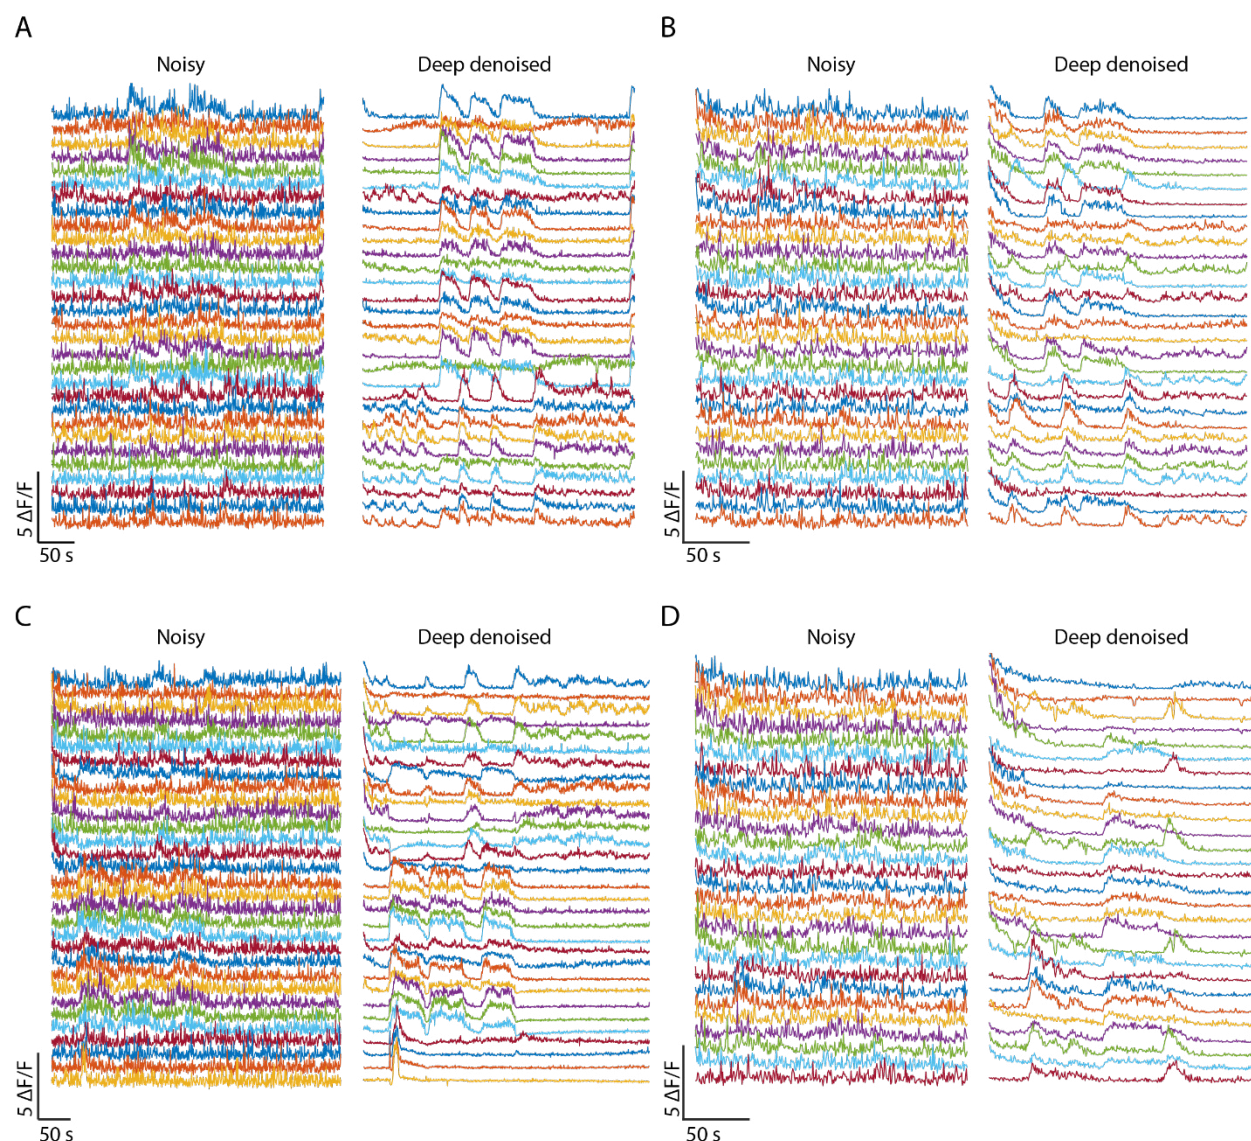 A
Noisy
Deep denoised
5 ΔF/F
50 s
B
Noisy
Deep denoised
5 ΔF/F
50 s
C
Noisy
Deep denoised
5 ΔF/F
50 s
D
Noisy
Deep denoised
5 ΔF/F
50 s